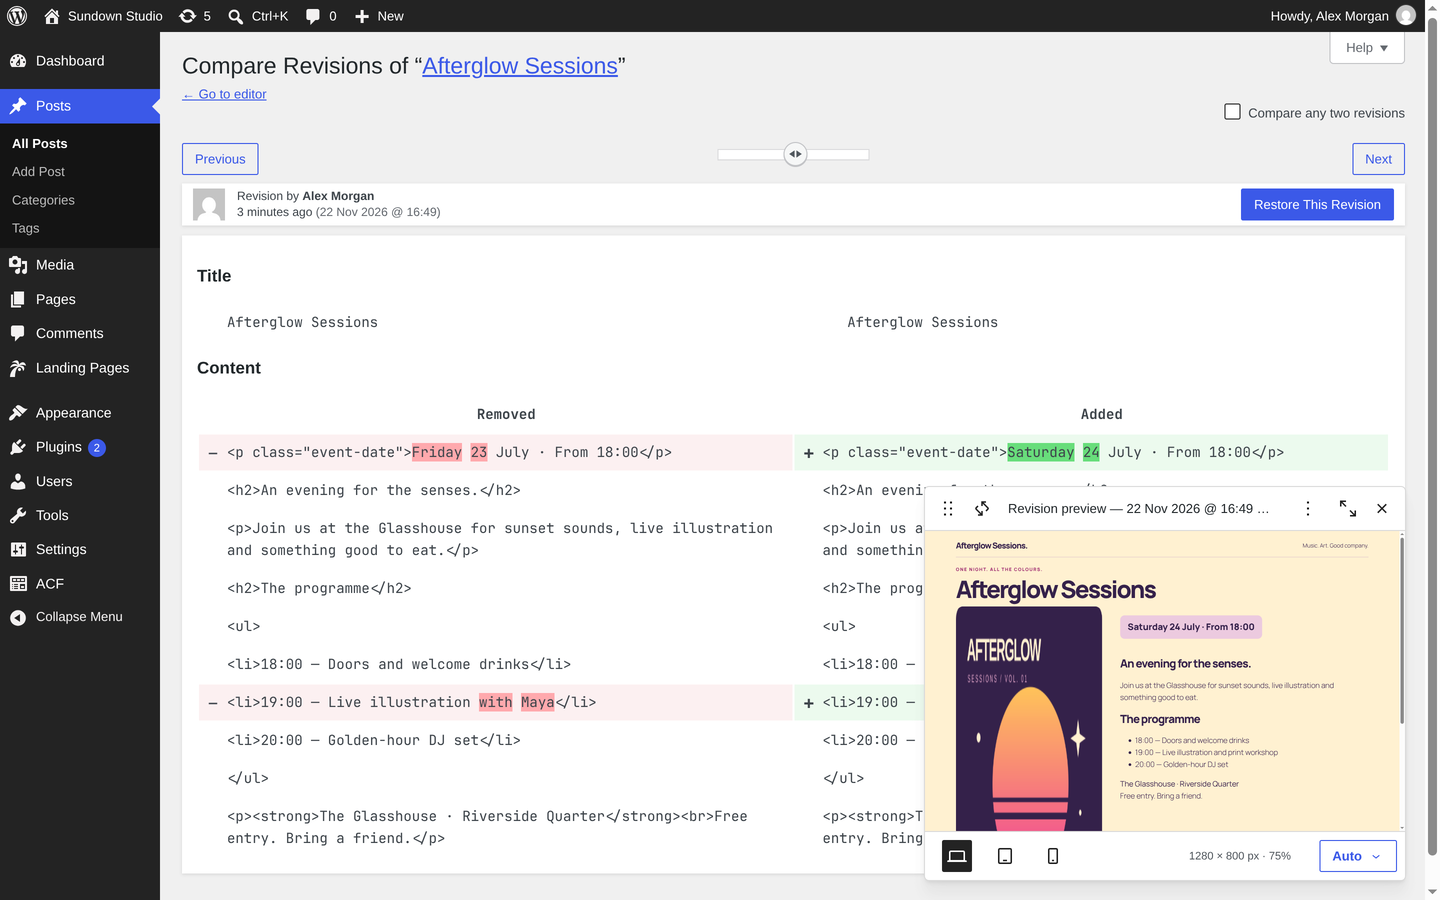 Sundown Studio
5
Ctrl+K
0
New
Howdy, Alex Morgan
Dashboard
Posts
All Posts
Add Post
Categories
Tags
Media
Pages
Comments
Landing Pages
Appearance
Plugins 2
Users
Tools
Settings
ACF
Collapse Menu
Help
Compare Revisions of “Afterglow Sessions”
← Go to editor
Compare any two revisions
Previous
Next
Revision by Alex Morgan
3 minutes ago (22 Nov 2026 @ 16:49)
Restore This Revision
Title
Afterglow Sessions
Afterglow Sessions
Content
Removed
Added
– <p class="event-date">Friday 23 July · From 18:00</p>
+ <p class="event-date">Saturday 24 July · From 18:00</p>
<h2>An evening for the senses.</h2>
<p>Join us at the Glasshouse for sunset sounds, live illustration
and something good to eat.</p>
<h2>The programme</h2>
<ul>
<li>18:00 — Doors and welcome drinks</li>
– <li>19:00 — Live illustration with Maya</li>
<li>20:00 — Golden-hour DJ set</li>
</ul>
<p><strong>The Glasshouse · Riverside Quarter</strong><br>Free
entry. Bring a friend.</p>
<p>Join us a
and somethin
<h2>The prog
<ul>
<li>18:00 —
+ <li>19:00 —
<li>20:00 —
</ul>
<p><strong>T
entry. Bring
Revision preview — 22 Nov 2026 @ 16:49 ...
Afterglow Sessions.
Music. Art. Good company
ONE NIGHT. ALL THE COLOURS.
Afterglow Sessions
AFTERGLOW
SESSIONS / VOL. 01
Saturday 24 July · From 18:00
An evening for the senses.
Join us at the Glasshouse for sunset sounds, live illustration and
something good to eat.
The programme
• 18:00 — Doors and welcome drinks
• 19:00 — Live illustration and print workshop
• 20:00 — Golden-hour DJ set
The Glasshouse · Riverside Quarter
Free entry. Bring a friend.
1280 × 800 px · 75%
Auto